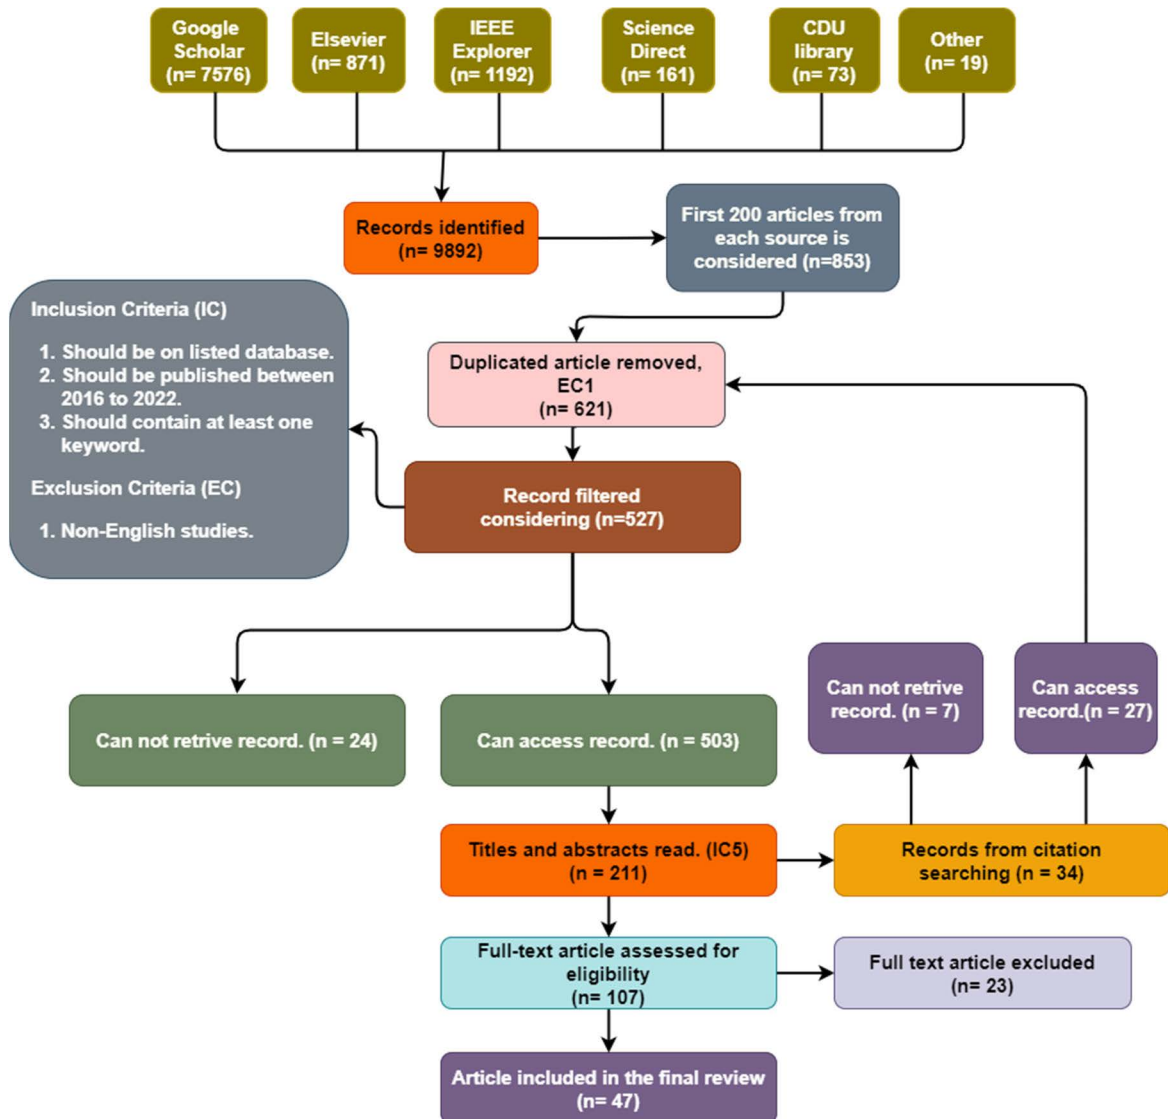 Google
Scholar
(n= 7576)
Elsevier
(n= 871)
IEEE
Explorer
(n= 1192)
Science
Direct
(n= 161)
CDU
library
(n= 73)
Other
(n= 19)
Records identified
(n= 9892)
First 200 articles from
each source is
considered (n=853)
Inclusion Criteria (IC)
1. Should be on listed database.
2. Should be published between
2016 to 2022.
3. Should contain at least one
keyword.
Exclusion Criteria (EC)
1. Non-English studies.
Duplicated article removed,
EC1
(n= 621)
Record filtered
considering (n=527)
Can not retrive record. (n = 24)
Can access record. (n = 503)
Can not retrive
record. (n = 7)
Can access
record.(n = 27)
Titles and abstracts read. (IC5)
(n = 211)
Records from citation
searching (n = 34)
Full-text article assessed for
eligibility
(n= 107)
Full text article excluded
(n= 23)
Article included in the final review
(n= 47)